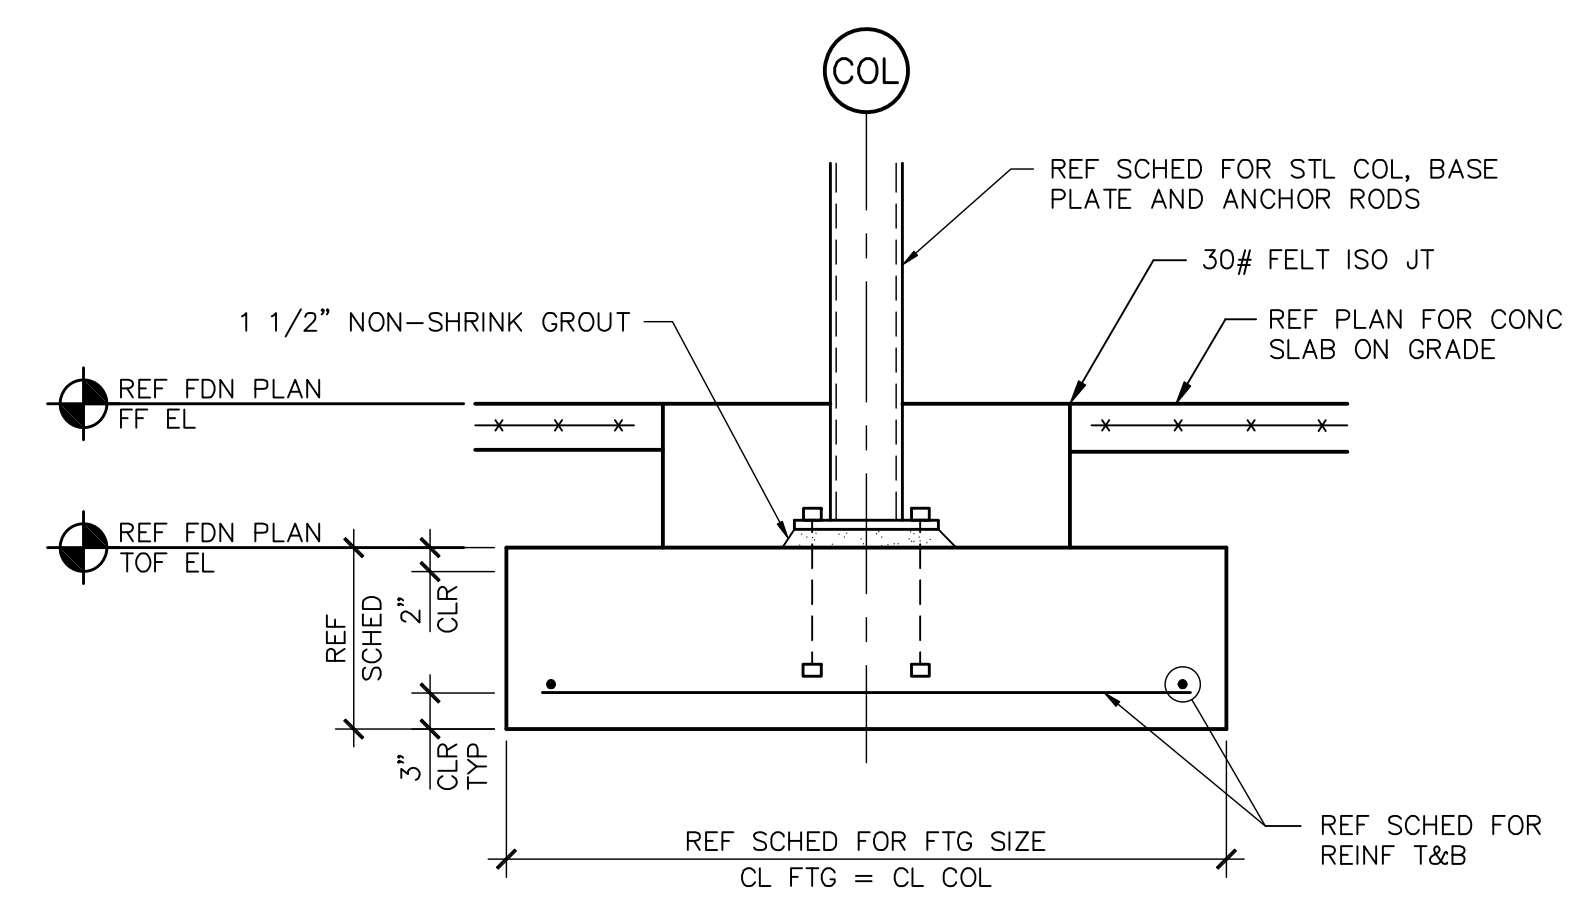 COL
REF SCHED FOR STL COL, BASE
PLATE AND ANCHOR RODS
30# FELT ISO JT
1 1/2" NON-SHRINK GROUT
REF PLAN FOR CONC
SLAB ON GRADE
REF FDN PLAN
FF EL
REF FDN PLAN
TOF EL
REF
SCHED
2"
CLR
3"
CLR
TYP
REF SCHED FOR FTG SIZE
CL FTG = CL COL
REF SCHED FOR
REINF T&B